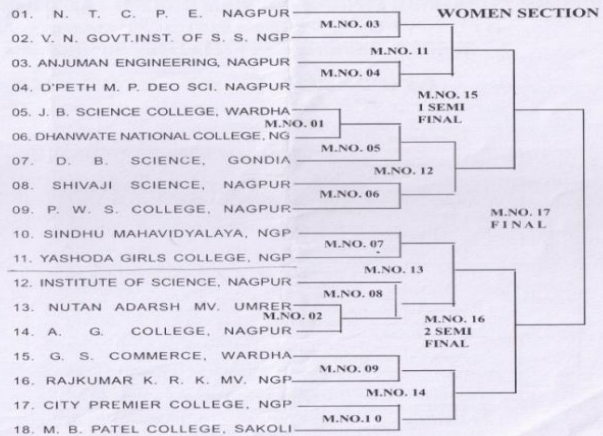 WOMEN SECTION
01. N. T. C. P. E. NAGPUR
M.NO. 03
02. V. N. GOVT.INST. OF S. S. NGP
M.NO. 11
03. ANJUMAN ENGINEERING, NAGPUR
M.NO. 04
04. D'PETH M. P. DEO SCI. NAGPUR
M.NO. 15
1 SEMI
FINAL
05. J. B. SCIENCE COLLEGE, WARDHA
M.NO. 01
06. DHANWATE NATIONAL COLLEGE, NG
M.NO. 05
07. D. B. SCIENCE, GONDIA
M.NO. 12
08. SHIVAJI SCIENCE, NAGPUR
M.NO. 06
09. P. W. S. COLLEGE, NAGPUR
M.NO. 17
FINAL
10. SINDHU MAHAVIDYALAYA, NGP
M.NO. 07
11. YASHODA GIRLS COLLEGE, NGP
M.NO. 13
12. INSTITUTE OF SCIENCE, NAGPUR
M.NO. 08
13. NUTAN ADARSH MV. UMRER
M.NO. 02
14. A. G. COLLEGE, NAGPUR
M.NO. 16
2 SEMI
FINAL
15. G. S. COMMERCE, WARDHA
M.NO. 09
16. RAJKUMAR K. R. K. MV. NGP
M.NO. 14
17. CITY PREMIER COLLEGE, NGP
M.NO.1 0
18. M. B. PATEL COLLEGE, SAKOLI